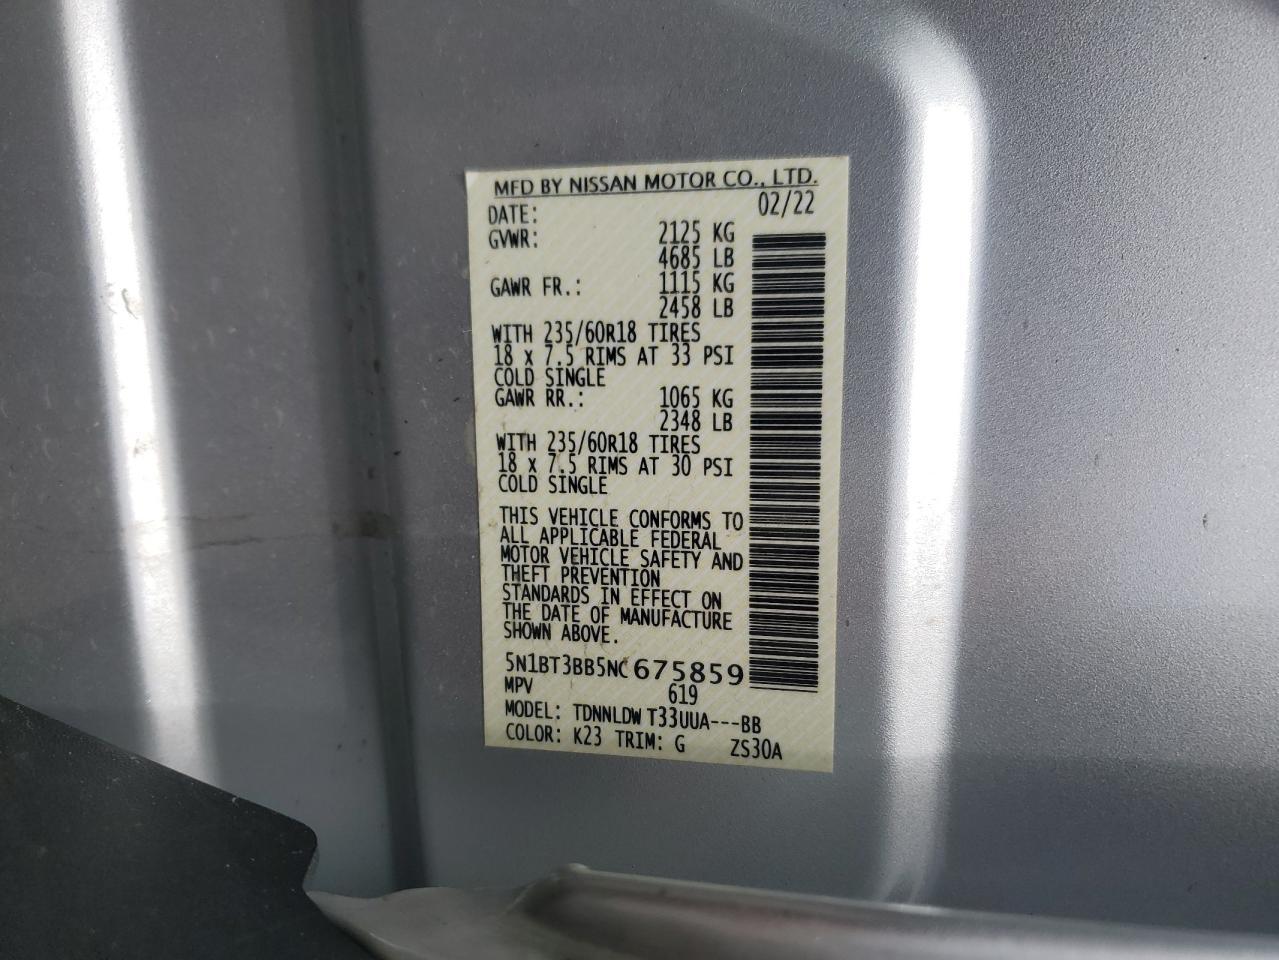 MFD BY NISSAN MOTOR CO., LTD.
DATE: 02/22
GVWR: 2125 KG
4685 LB
GAWR FR.: 1115 KG
2458 LB
WITH 235/60R18 TIRES
18 x 7.5 RIMS AT 33 PSI
COLD SINGLE
GAWR RR.: 1065 KG
2348 LB
WITH 235/60R18 TIRES
18 x 7.5 RIMS AT 30 PSI
COLD SINGLE
THIS VEHICLE CONFORMS TO
ALL APPLICABLE FEDERAL
MOTOR VEHICLE SAFETY AND
THEFT PREVENTION
STANDARDS IN EFFECT ON
THE DATE OF MANUFACTURE
SHOWN ABOVE.
5N1BT3BB5NC675859
MPV 619
MODEL: TDNNLDW T33UUA---BB
COLOR: K23 TRIM: G ZS30A